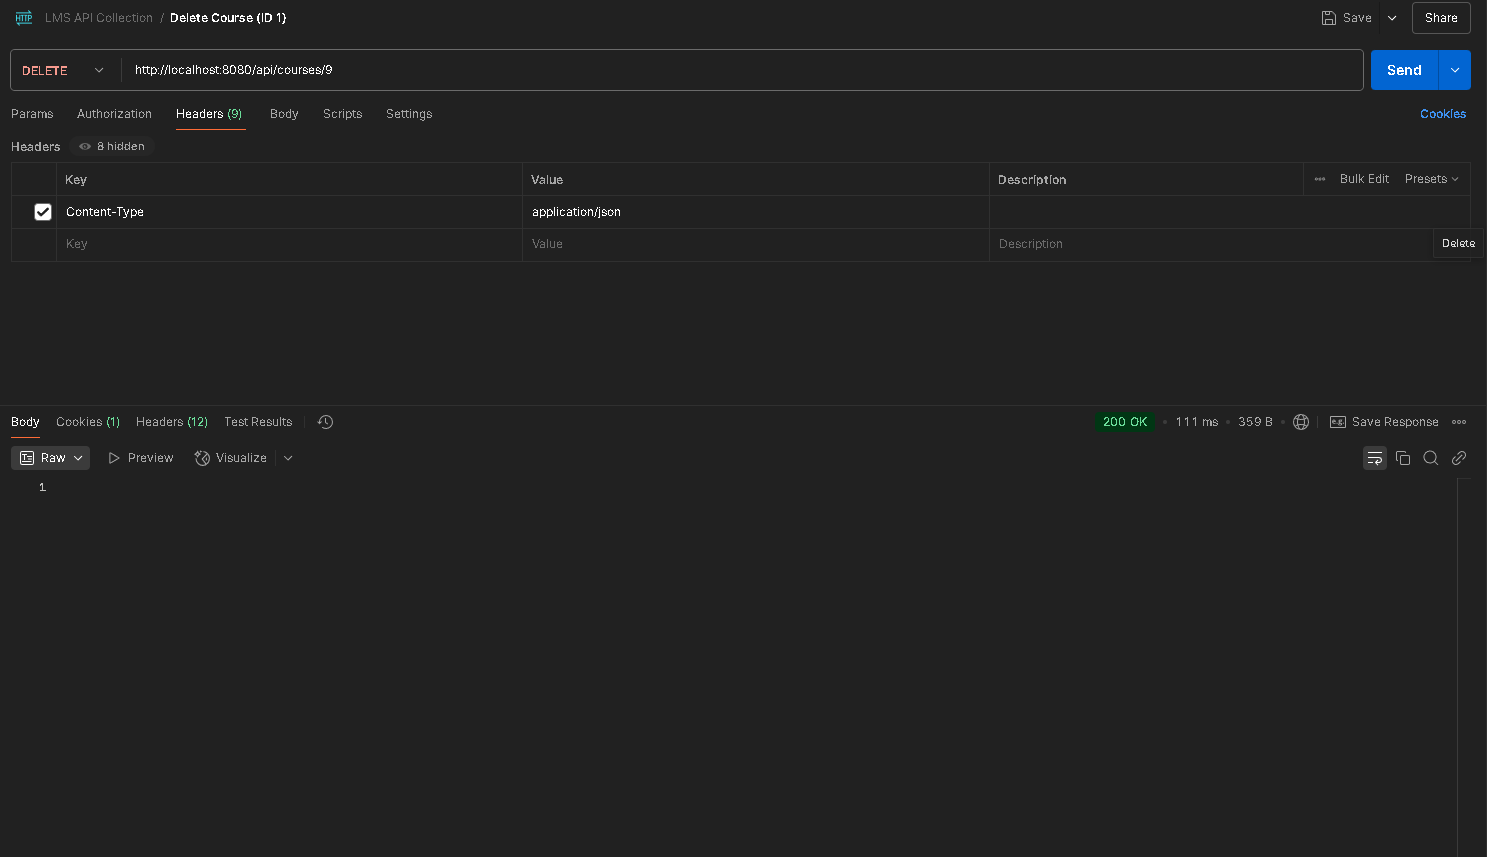 HTTP LMS API Collection / Delete Course (ID 1) Save Share
DELETE http://localhost:8080/api/courses/9 Send
Params Authorization Headers (9) Body Scripts Settings Cookies
Headers 8 hidden
Key Value Description Bulk Edit Presets
Content-Type application/json
Key Value Description Delete
Body Cookies (1) Headers (12) Test Results 200 OK • 111 ms • 359 B • e.g. Save Response
Raw Preview Visualize
1